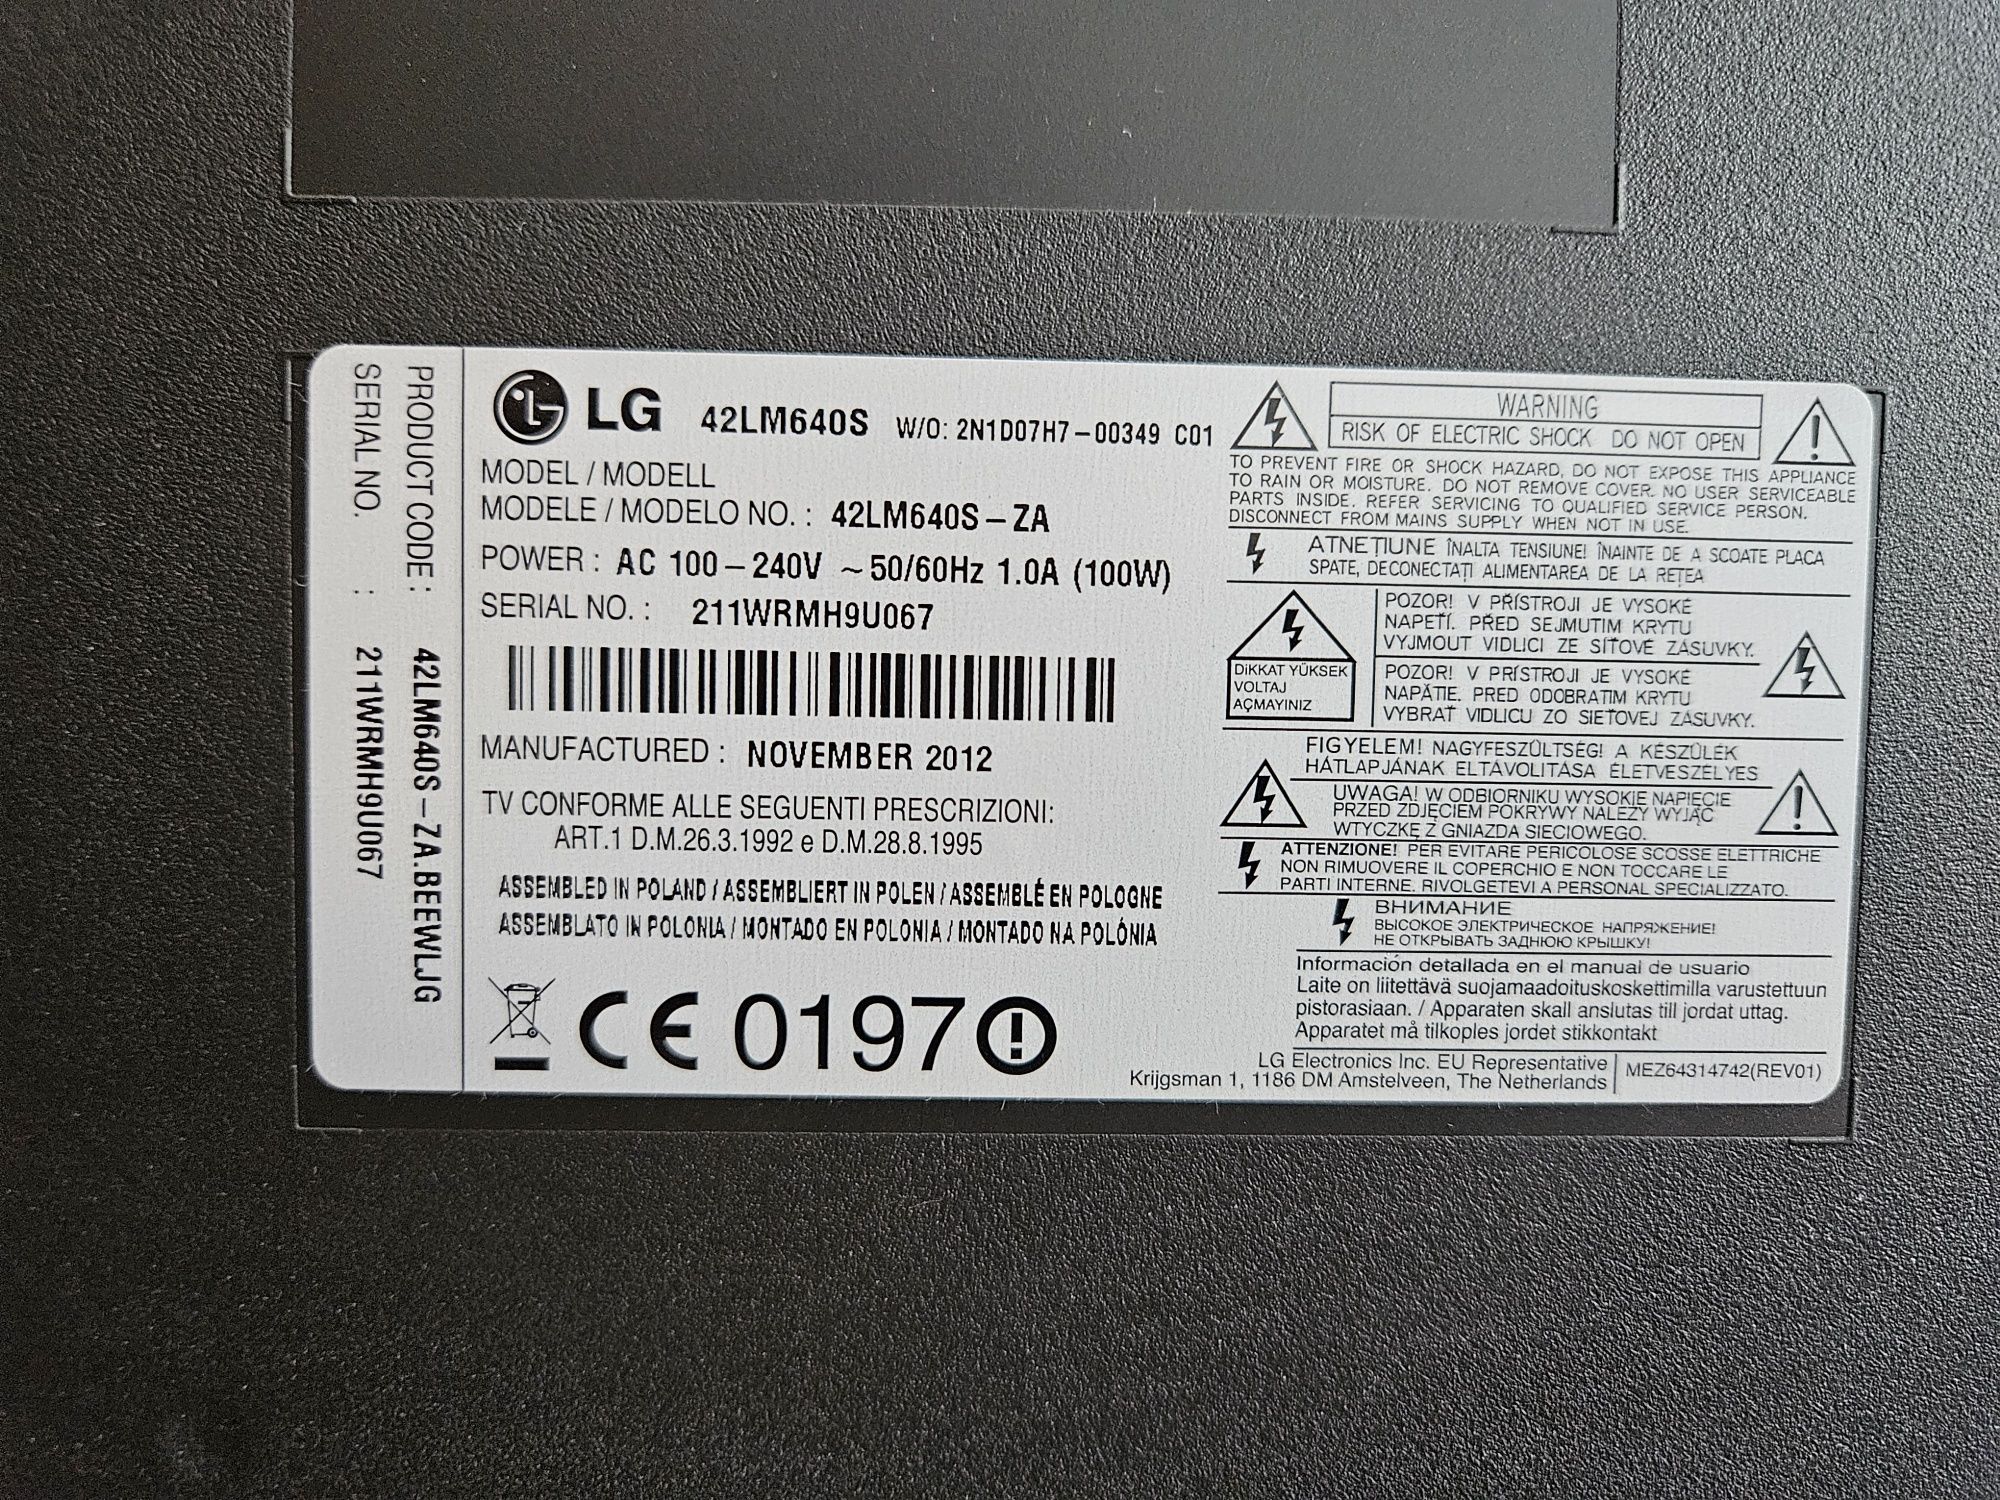 PRODUCT CODE : 42LM640S-ZA.BEEWLJG
SERIAL NO. : 211WRMH9U067
LG 42LM640S W/O: 2N1D07H7-00349 C01
MODEL / MODELL
MODELE / MODELO NO. : 42LM640S-ZA
POWER : AC 100-240V ~50/60Hz 1.0A (100W)
SERIAL NO. : 211WRMH9U067
MANUFACTURED : NOVEMBER 2012
TV CONFORME ALLE SEGUENTI PRESCRIZIONI:
ART.1 D.M.26.3.1992 e D.M.28.8.1995
ASSEMBLED IN POLAND / ASSEMBLIERT IN POLEN / ASSEMBLÉ EN POLOGNE
ASSEMBLATO IN POLONIA / MONTADO EN POLONIA / MONTADO NA POLÓNIA
CE 0197
WARNING
RISK OF ELECTRIC SHOCK DO NOT OPEN
TO PREVENT FIRE OR SHOCK HAZARD, DO NOT EXPOSE THIS APPLIANCE
TO RAIN OR MOISTURE. DO NOT REMOVE COVER. NO USER SERVICEABLE
PARTS INSIDE. REFER SERVICING TO QUALIFIED SERVICE PERSON.
DISCONNECT FROM MAINS SUPPLY WHEN NOT IN USE.
ATNEŢIUNE ÎNALTA TENSIUNE! ÎNAINTE DE A SCOATE PLACA
SPATE, DECONECTAŢI ALIMENTAREA DE LA REŢEA
DİKKAT YÜKSEK
VOLTAJ
AÇMAYINIZ
POZOR! V PŘÍSTROJI JE VYSOKÉ
NAPETÍ. PŘED SEJMUTIM KRYTU
VYJMOUT VIDLICI ZE SÍŤOVÉ ZÁSUVKY.
POZOR! V PRÍSTROJI JE VYSOKÉ
NAPÄTIE. PRED ODOBRATIM KRYTU
VYBRAŤ VIDLICU ZO SIEŤOVEJ ZÁSUVKY.
FIGYELEM! NAGYFESZÜLTSÉG! A KÉSZÜLÉK
HÁTLAPJÁNAK ELTÁVOLITÁSA ÉLETVESZÉLYES
UWAGA! W ODBIORNIKU WYSOKIE NAPIĘCIE
PRZED ZDJĘCIEM POKRYWY NALEŻY WYJĄĆ
WTYCZKĘ Z GNIAZDA SIECIOWEGO.
ATTENZIONE! PER EVITARE PERICOLOSE SCOSSE ELETTRICHE
NON RIMUOVERE IL COPERCHIO E NON TOCCARE LE
PARTI INTERNE. RIVOLGETEVI A PERSONAL SPECIALIZZATO.
ВНИМАНИЕ
ВЫСОКОЕ ЭЛЕКТРИЧЕСКОЕ НАПРЯЖЕНИЕ!
НЕ ОТКРЫВАТЬ ЗАДНЮЮ КРЫШКУ!
Información detallada en el manual de usuario
Laite on liitettävä suojamaadoituskoskettimilla varustettuun
pistorasiaan. / Apparaten skall anslutas till jordat uttag.
Apparatet må tilkoples jordet stikkontakt
LG Electronics Inc. EU Representative
Krijgsman 1, 1186 DM Amstelveen, The Netherlands
MEZ64314742(REV01)